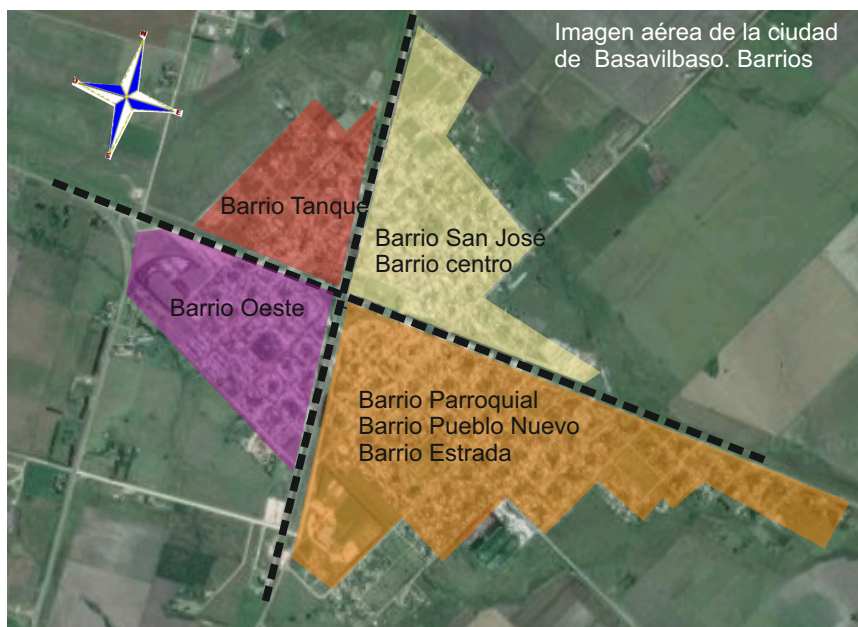 Imagen aérea de la ciudad
de Basavilbaso. Barrios
N
E
Barrio Tanque
Barrio San José
Barrio centro
Barrio Oeste
Barrio Parroquial
Barrio Pueblo Nuevo
Barrio Estrada